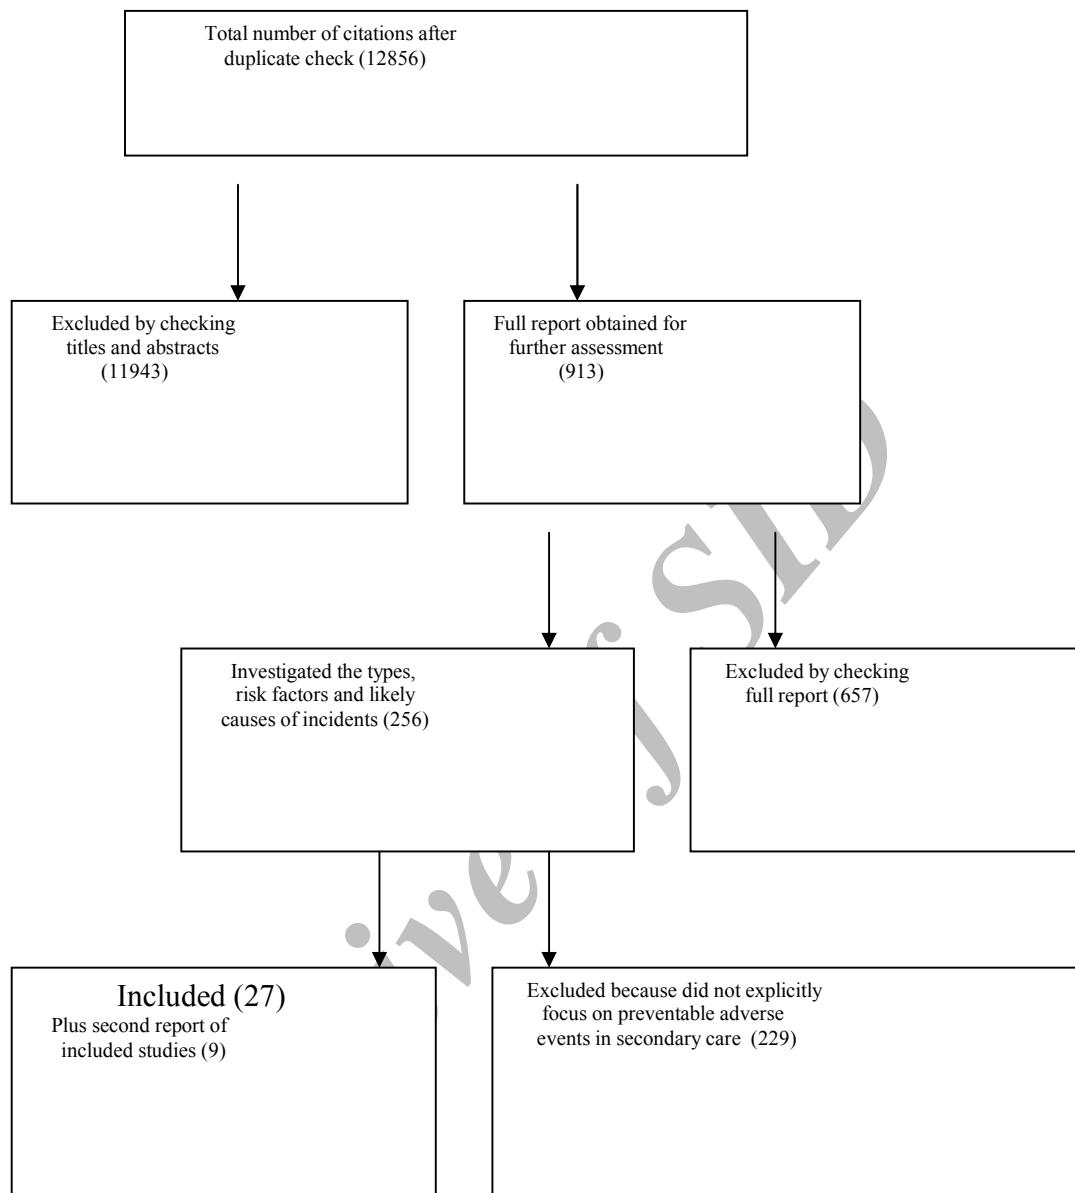 Total number of citations after
duplicate check (12856)
Excluded by checking
titles and abstracts
(11943)
Full report obtained for
further assessment
(913)
Investigated the types,
risk factors and likely
causes of incidents (256)
Excluded by checking
full report (657)
Included (27)
Plus second report of
included studies (9)
Excluded because did not explicitly
focus on preventable adverse
events in secondary care (229)